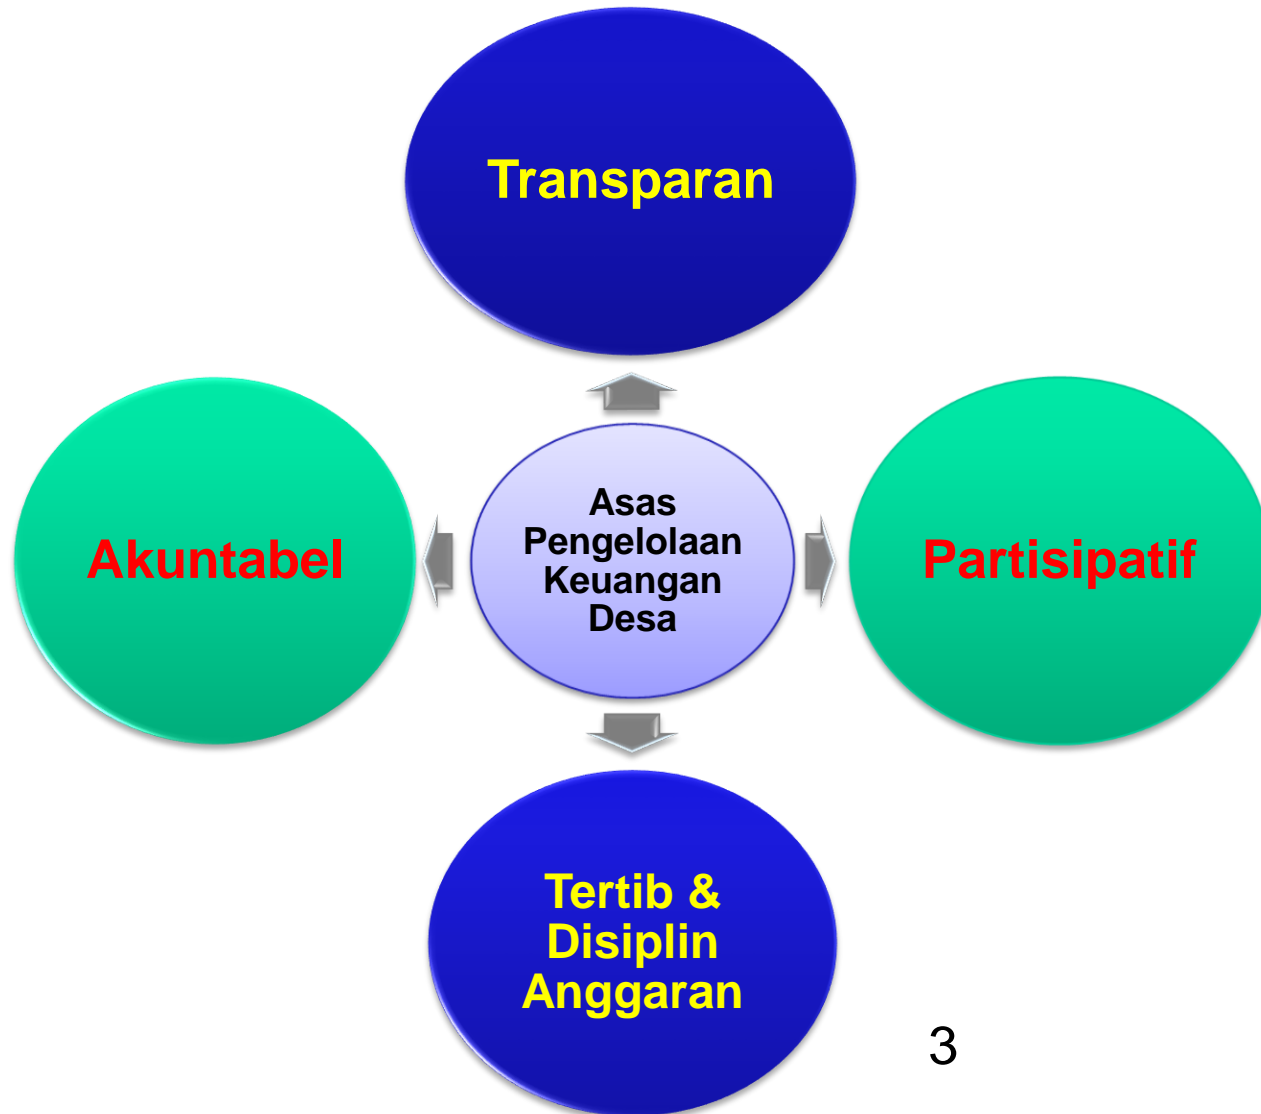 Transparan
Akuntabel
Asas
Pengelolaan
Keuangan
Desa
Partisipatif
Tertib &
Disiplin
Anggaran
3